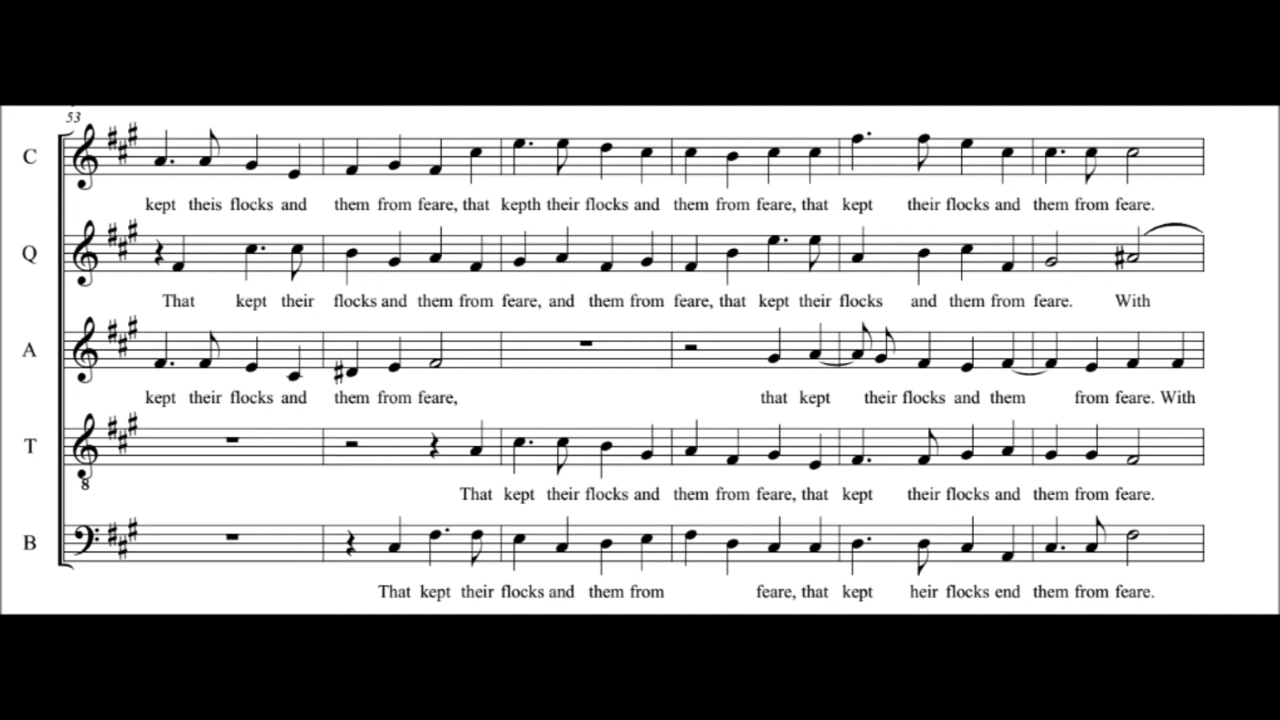 53
C
kept theis flocks and them from feare, that kepth their flocks and them from feare, that kept their flocks and them from feare.
Q
That kept their flocks and them from feare, and them from feare, that kept their flocks and them from feare. With
A
kept their flocks and them from feare, that kept their flocks and them from feare. With
T
8
That kept their flocks and them from feare, that kept their flocks and them from feare.
B
That kept their flocks and them from feare, that kept heir flocks end them from feare.